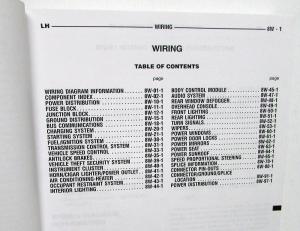 LH
WIRING
8W - 1
WIRING
TABLE OF CONTENTS
page
page
WIRING DIAGRAM INFORMATION 8W-01-1
COMPONENT INDEX 8W-02-1
POWER DISTRIBUTION 8W-10-1
FUSE BLOCK 8W-11-1
JUNCTION BLOCK 8W-12-1
GROUND DISTRIBUTION 8W-15-1
BUS COMMUNICATIONS 8W-18-1
CHARGING SYSTEM 8W-20-1
STARTING SYSTEM 8W-21-1
FUEL/IGNITION SYSTEM 8W-30-1
TRANSMISSION CONTROL SYSTEM 8W-31-1
VEHICLE SPEED CONTROL 8W-33-1
ANTILOCK BRAKES 8W-35-1
VEHICLE THEFT SECURITY SYSTEM 8W-39-1
INSTRUMENT CLUSTER 8W-40-1
HORN/CIGAR LIGHTER/POWER OUTLET 8W-41-1
AIR CONDITIONING-HEATER 8W-42-1
OCCUPANT RESTRAINT SYSTEM 8W-43-1
INTERIOR LIGHTING 8W-44-1
BODY CONTROL MODULE 8W-45-1
AUDIO SYSTEM 8W-47-1
REAR WINDOW DEFOGGER 8W-48-1
OVERHEAD CONSOLE 8W-49-1
FRONT LIGHTING 8W-50-1
REAR LIGHTING 8W-51-1
TURN SIGNALS 8W-52-1
WIPERS 8W-53-1
POWER WINDOWS 8W-60-1
POWER DOOR LOCKS 8W-61-1
POWER MIRRORS 8W-62-1
POWER SEAT 8W-63-1
POWER SUNROOF 8W-64-1
SPEED PROPORTIONAL STEERING
SPLICE INFORMATION 8W-70-1
CONNECTOR PIN-OUTS 8W-80-1
CONNECTOR/GROUND/SPLICE
LOCATION
POWER DISTRIBUTION 8W-97-1